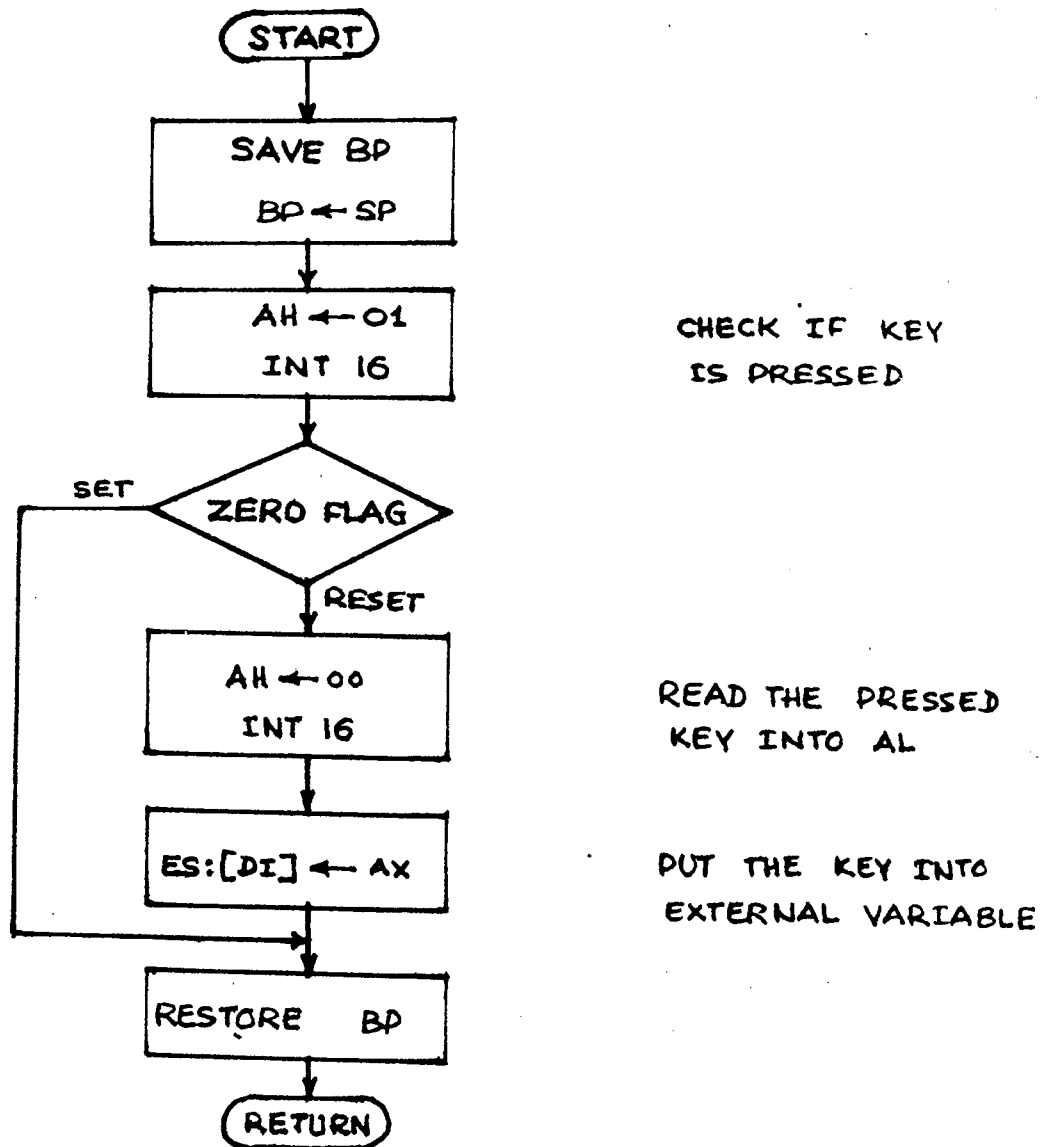 START
SAVE BP
BP ← SP
AH ← 01
INT 16
CHECK IF KEY
IS PRESSED
SET
ZERO FLAG
RESET
AH ← 00
INT 16
READ THE PRESSED
KEY INTO AL
ES:[DI] ← AX
PUT THE KEY INTO
EXTERNAL VARIABLE
RESTORE BP
RETURN